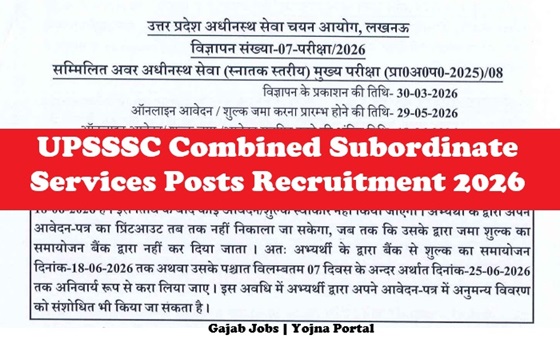 उत्तर प्रदेश अधीनस्थ सेवा चयन आयोग, लखनऊ
विज्ञापन संख्या-07-परीक्षा/2026
सम्मिलित अवर अधीनस्थ सेवा (स्नातक स्तरीय) मुख्य परीक्षा (प्रा0अ0प0-2025)/08
विज्ञापन के प्रकाशन की तिथि- 30-03-2026
ऑनलाइन आवेदन / शुल्क जमा करना प्रारम्भ होने की तिथि- 29-05-2026
UPSSSC Combined Subordinate
Services Posts Recruitment 2026
आवेदन-पत्र का प्रिंटआउट तब तक नहीं निकाला जा सकेगा, जब तक कि उसके द्वारा जमा शुल्क का
समायोजन बैंक द्वारा नहीं कर दिया जाता। अतः अभ्यर्थी के द्वारा बैंक से शुल्क का समायोजन
दिनांक-18-06-2026 तक अथवा उसके पश्चात विलम्बतम 07 दिवस के अन्दर अर्थात दिनांक-25-06-2026
तक अनिवार्य रूप से करा लिया जाए। इस अवधि में अभ्यर्थी द्वारा अपने आवेदन-पत्र में अनुमन्य विवरण
को संशोधित भी किया जा सकता है।
Gajab Jobs | Yojna Portal